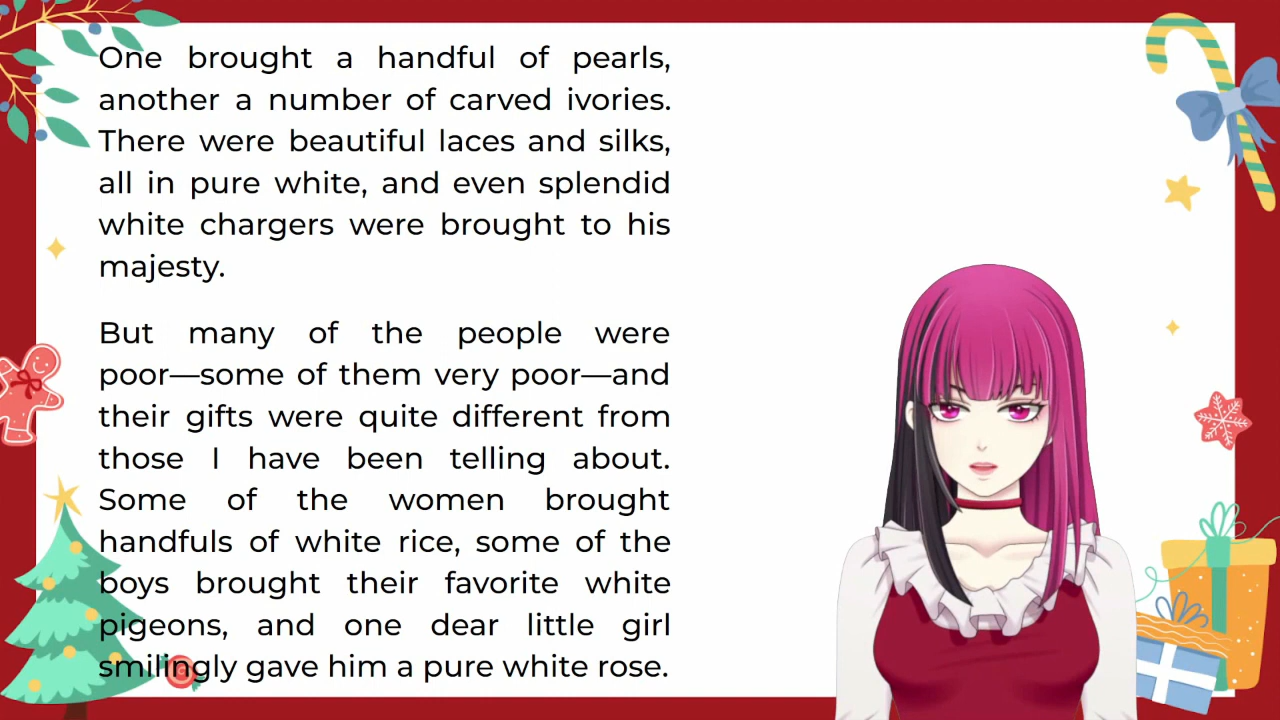 One brought a handful of pearls,
another a number of carved ivories.
There were beautiful laces and silks,
all in pure white, and even splendid
white chargers were brought to his
majesty.
But many of the people were
poor—some of them very poor—and
their gifts were quite different from
those I have been telling about.
Some of the women brought
handfuls of white rice, some of the
boys brought their favorite white
pigeons, and one dear little girl
smilingly gave him a pure white rose.